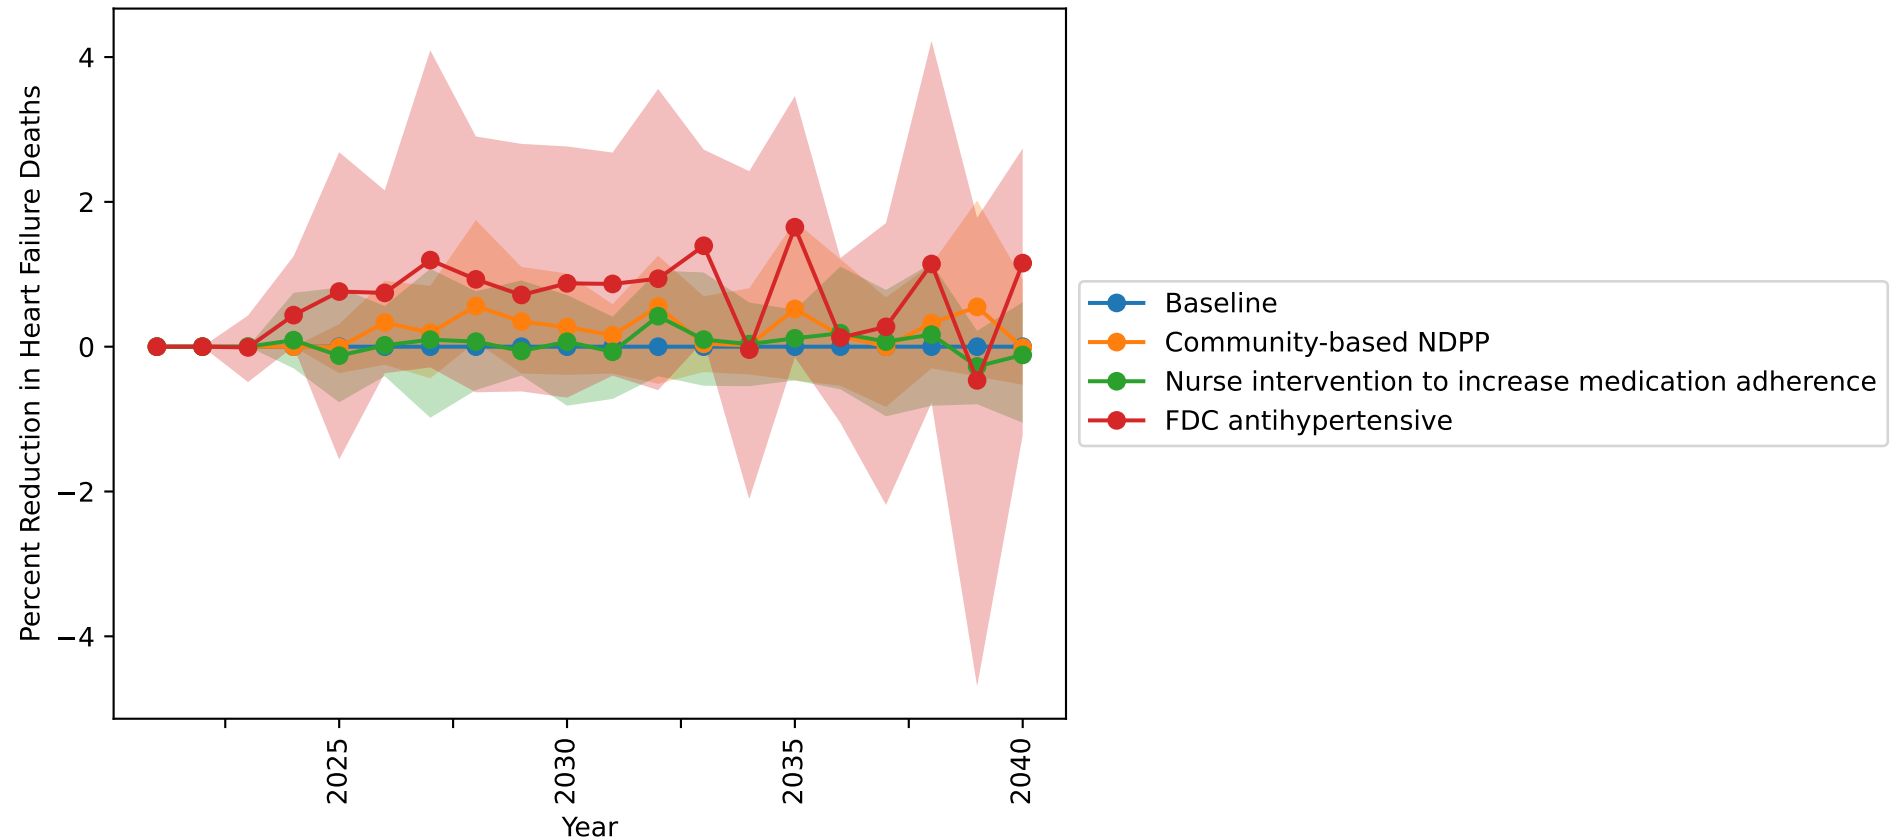 Percent Reduction in Heart Failure Deaths
4
2
0
−2
−4
2025
2030
2035
2040
Year
Baseline
Community-based NDPP
Nurse intervention to increase medication adherence
FDC antihypertensive